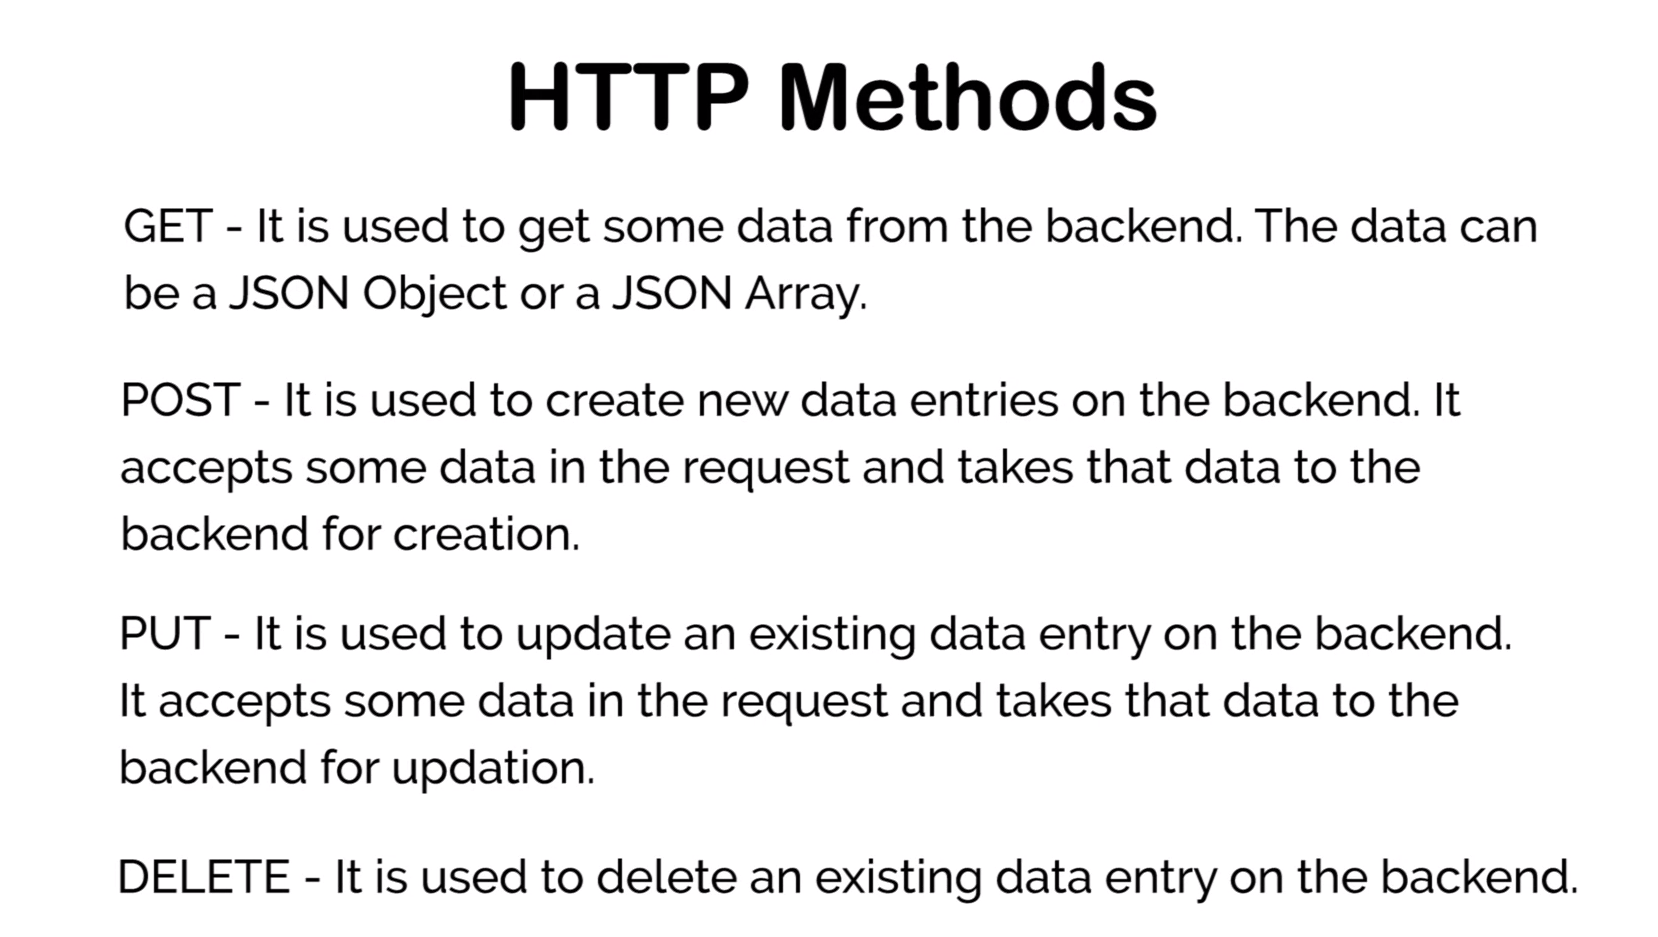 HTTP Methods
GET - It is used to get some data from the backend. The data can
be a JSON Object or a JSON Array.
POST - It is used to create new data entries on the backend. It
accepts some data in the request and takes that data to the
backend for creation.
PUT - It is used to update an existing data entry on the backend.
It accepts some data in the request and takes that data to the
backend for updation.
DELETE - It is used to delete an existing data entry on the backend.